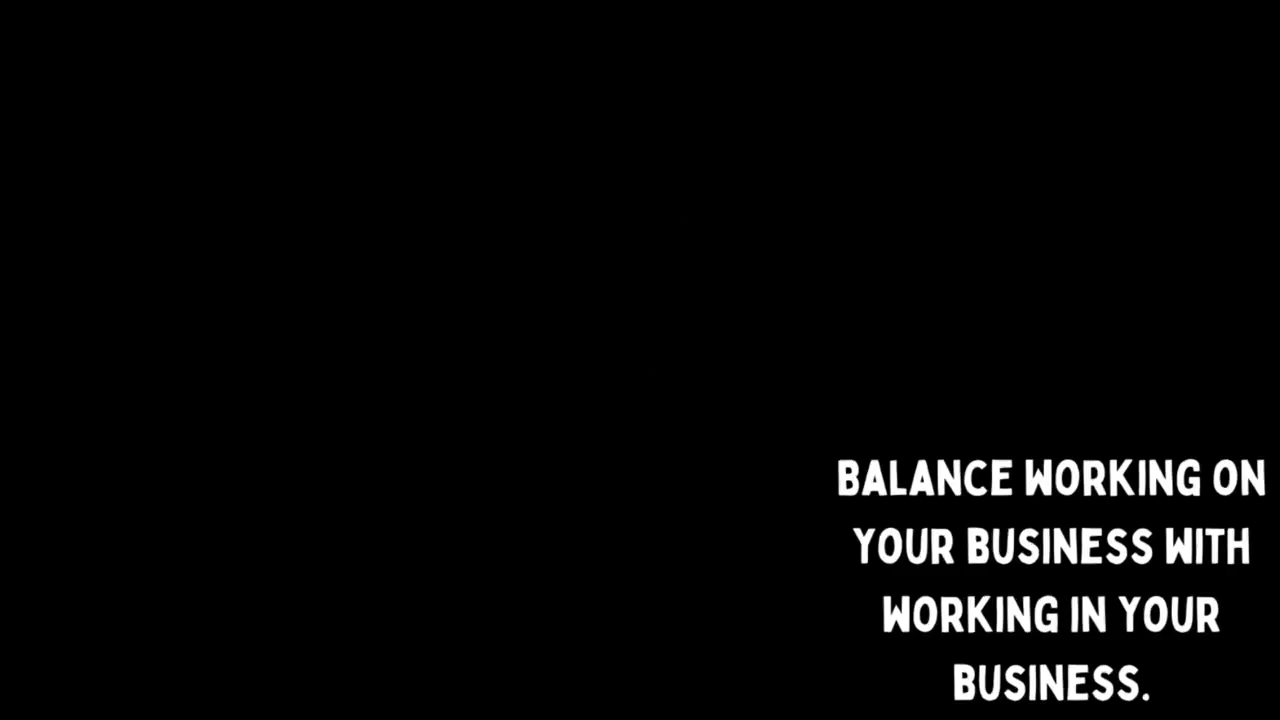 BALANCE WORKING ON
YOUR BUSINESS WITH
WORKING IN YOUR
BUSINESS.